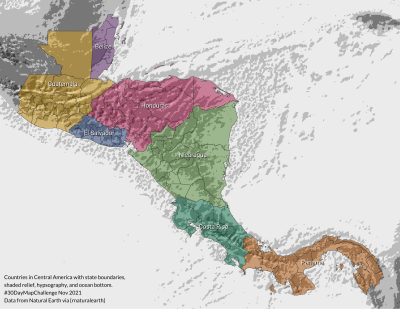 Belize
Guatemala
Honduras
El Salvador
Nicaragua
Costa Rica
Panama
Countries in Central America with state boundaries,
shaded relief, hypsography, and ocean bottom.
#30DayMapChallenge Nov 2021
Data from Natural Earth via {rnaturalearth}